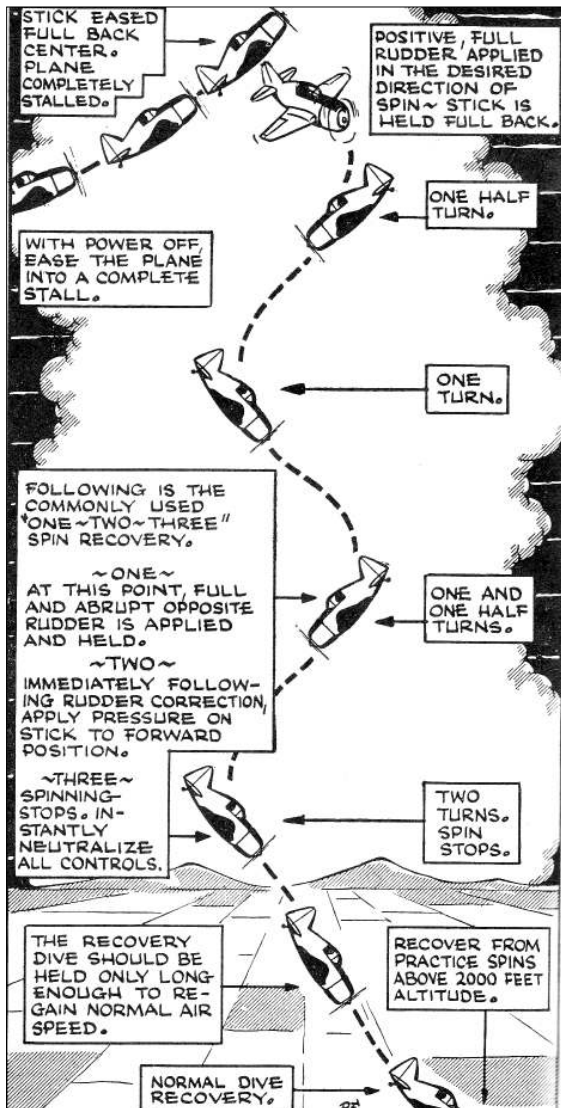 STICK EASED
FULL BACK
CENTER.
PLANE
COMPLETELY
STALLED.
POSITIVE, FULL
RUDDER APPLIED
IN THE DESIRED
DIRECTION OF
SPIN~ STICK IS
HELD FULL BACK.
ONE HALF
TURN.
WITH POWER OFF,
EASE THE PLANE
INTO A COMPLETE
STALL.
ONE
TURN.
FOLLOWING IS THE
COMMONLY USED
"ONE~TWO~THREE"
SPIN RECOVERY.
~ONE~
AT THIS POINT, FULL
AND ABRUPT OPPOSITE
RUDDER IS APPLIED
AND HELD.
~TWO~
IMMEDIATELY FOLLOW-
ING RUDDER CORRECTION,
APPLY PRESSURE ON
STICK TO FORWARD
POSITION.
~THREE~
SPINNING
STOPS. IN-
STANTLY
NEUTRALIZE
ALL CONTROLS.
ONE AND
ONE HALF
TURNS.
TWO
TURNS.
SPIN
STOPS.
THE RECOVERY
DIVE SHOULD BE
HELD ONLY LONG
ENOUGH TO RE-
GAIN NORMAL AIR
SPEED.
RECOVER FROM
PRACTICE SPINS
ABOVE 2000 FEET
ALTITUDE.
NORMAL DIVE
RECOVERY.